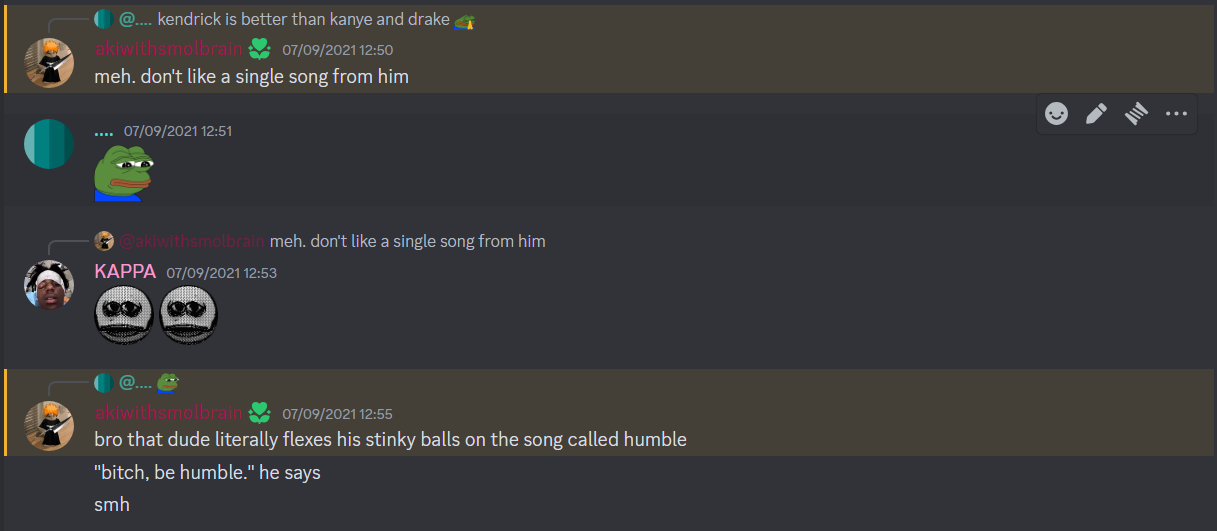 @.... kendrick is better than kanye and drake
akiwithsmolbrain 07/09/2021 12:50
meh. don't like a single song from him
.... 07/09/2021 12:51
@akiwithsmolbrain meh. don't like a single song from him
KAPPA 07/09/2021 12:53
@....
akiwithsmolbrain 07/09/2021 12:55
bro that dude literally flexes his stinky balls on the song called humble
"bitch, be humble." he says
smh